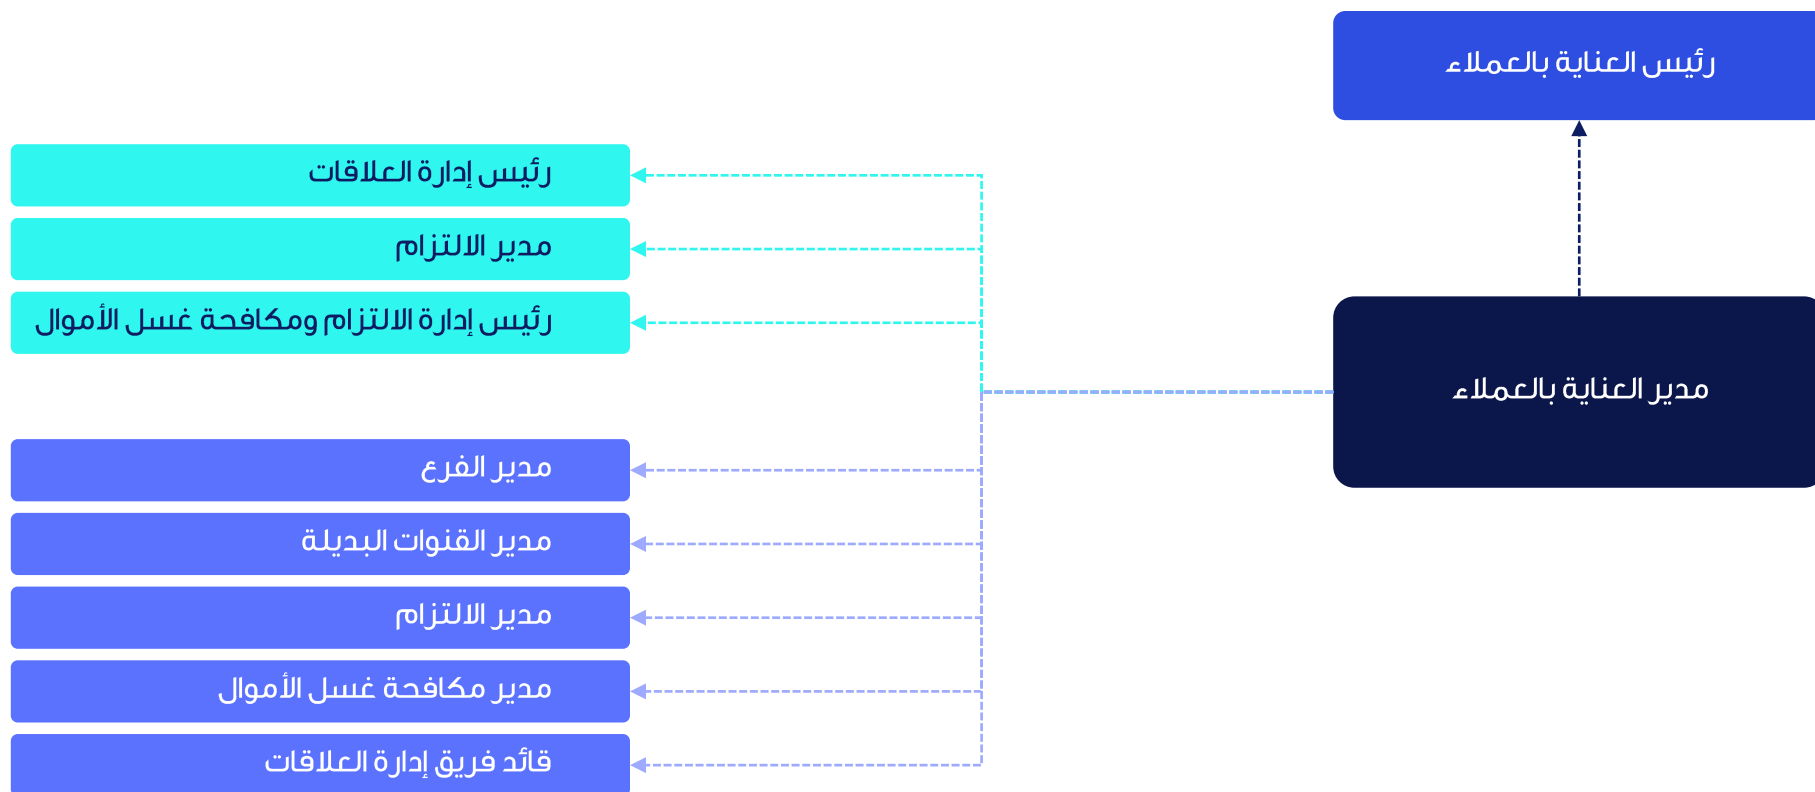 رئيس العناية بالعملاء
مدير العناية بالعملاء
رئيس إدارة العلاقات
مدير الالتزام
رئيس إدارة الالتزام ومكافحة غسل الأموال
مدير الفرع
مدير القنوات البديلة
مدير الالتزام
مدير مكافحة غسل الأموال
قائد فريق إدارة العلاقات